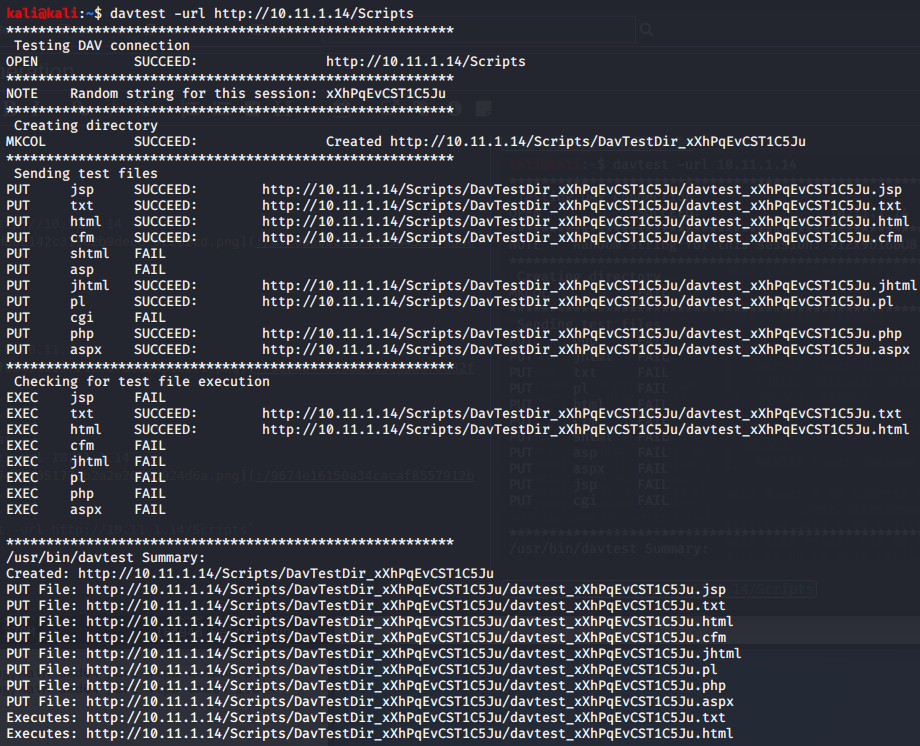 kali@kali:~$ davtest -url http://10.11.1.14/Scripts
********************************************************
Testing DAV connection
OPEN SUCCEED: http://10.11.1.14/Scripts
********************************************************
NOTE Random string for this session: xXhPqEvCST1C5Ju
********************************************************
Creating directory
MKCOL SUCCEED: Created http://10.11.1.14/Scripts/DavTestDir_xXhPqEvCST1C5Ju
********************************************************
Sending test files
PUT jsp SUCCEED: http://10.11.1.14/Scripts/DavTestDir_xXhPqEvCST1C5Ju/davtest_xXhPqEvCST1C5Ju.jsp
PUT txt SUCCEED: http://10.11.1.14/Scripts/DavTestDir_xXhPqEvCST1C5Ju/davtest_xXhPqEvCST1C5Ju.txt
PUT html SUCCEED: http://10.11.1.14/Scripts/DavTestDir_xXhPqEvCST1C5Ju/davtest_xXhPqEvCST1C5Ju.html
PUT cfm SUCCEED: http://10.11.1.14/Scripts/DavTestDir_xXhPqEvCST1C5Ju/davtest_xXhPqEvCST1C5Ju.cfm
PUT shtml FAIL
PUT asp FAIL
PUT jhtml SUCCEED: http://10.11.1.14/Scripts/DavTestDir_xXhPqEvCST1C5Ju/davtest_xXhPqEvCST1C5Ju.jhtml
PUT pl SUCCEED: http://10.11.1.14/Scripts/DavTestDir_xXhPqEvCST1C5Ju/davtest_xXhPqEvCST1C5Ju.pl
PUT cgi FAIL
PUT php SUCCEED: http://10.11.1.14/Scripts/DavTestDir_xXhPqEvCST1C5Ju/davtest_xXhPqEvCST1C5Ju.php
PUT aspx SUCCEED: http://10.11.1.14/Scripts/DavTestDir_xXhPqEvCST1C5Ju/davtest_xXhPqEvCST1C5Ju.aspx
********************************************************
Checking for test file execution
EXEC jsp FAIL
EXEC txt SUCCEED: http://10.11.1.14/Scripts/DavTestDir_xXhPqEvCST1C5Ju/davtest_xXhPqEvCST1C5Ju.txt
EXEC html SUCCEED: http://10.11.1.14/Scripts/DavTestDir_xXhPqEvCST1C5Ju/davtest_xXhPqEvCST1C5Ju.html
EXEC cfm FAIL
EXEC jhtml FAIL
EXEC pl FAIL
EXEC php FAIL
EXEC aspx FAIL
********************************************************
/usr/bin/davtest Summary:
Created: http://10.11.1.14/Scripts/DavTestDir_xXhPqEvCST1C5Ju
PUT File: http://10.11.1.14/Scripts/DavTestDir_xXhPqEvCST1C5Ju/davtest_xXhPqEvCST1C5Ju.jsp
PUT File: http://10.11.1.14/Scripts/DavTestDir_xXhPqEvCST1C5Ju/davtest_xXhPqEvCST1C5Ju.txt
PUT File: http://10.11.1.14/Scripts/DavTestDir_xXhPqEvCST1C5Ju/davtest_xXhPqEvCST1C5Ju.html
PUT File: http://10.11.1.14/Scripts/DavTestDir_xXhPqEvCST1C5Ju/davtest_xXhPqEvCST1C5Ju.cfm
PUT File: http://10.11.1.14/Scripts/DavTestDir_xXhPqEvCST1C5Ju/davtest_xXhPqEvCST1C5Ju.jhtml
PUT File: http://10.11.1.14/Scripts/DavTestDir_xXhPqEvCST1C5Ju/davtest_xXhPqEvCST1C5Ju.pl
PUT File: http://10.11.1.14/Scripts/DavTestDir_xXhPqEvCST1C5Ju/davtest_xXhPqEvCST1C5Ju.php
PUT File: http://10.11.1.14/Scripts/DavTestDir_xXhPqEvCST1C5Ju/davtest_xXhPqEvCST1C5Ju.aspx
Executes: http://10.11.1.14/Scripts/DavTestDir_xXhPqEvCST1C5Ju/davtest_xXhPqEvCST1C5Ju.txt
Executes: http://10.11.1.14/Scripts/DavTestDir_xXhPqEvCST1C5Ju/davtest_xXhPqEvCST1C5Ju.html